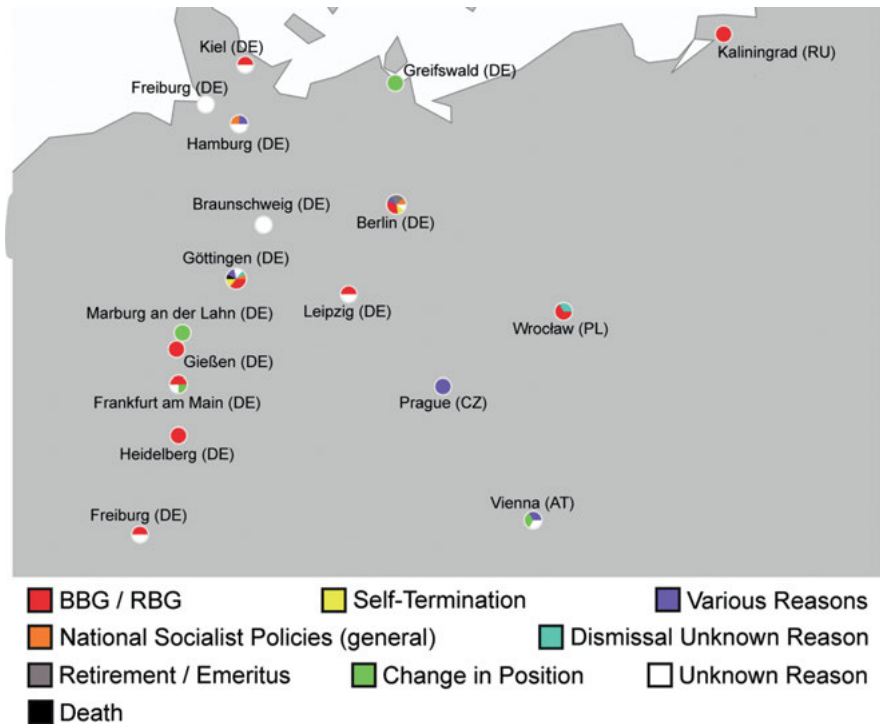 Kiel (DE)
Kaliningrad (RU)
Greifswald (DE)
Freiburg (DE)
Hamburg (DE)
Braunschweig (DE)
Berlin (DE)
Göttingen (DE)
Leipzig (DE)
Marburg an der Lahn (DE)
Wrocław (PL)
Gießen (DE)
Frankfurt am Main (DE)
Prague (CZ)
Heidelberg (DE)
Vienna (AT)
Freiburg (DE)
BBG / RBG
Self-Termination
Various Reasons
National Socialist Policies (general)
Dismissal Unknown Reason
Retirement / Emeritus
Change in Position
Unknown Reason
Death